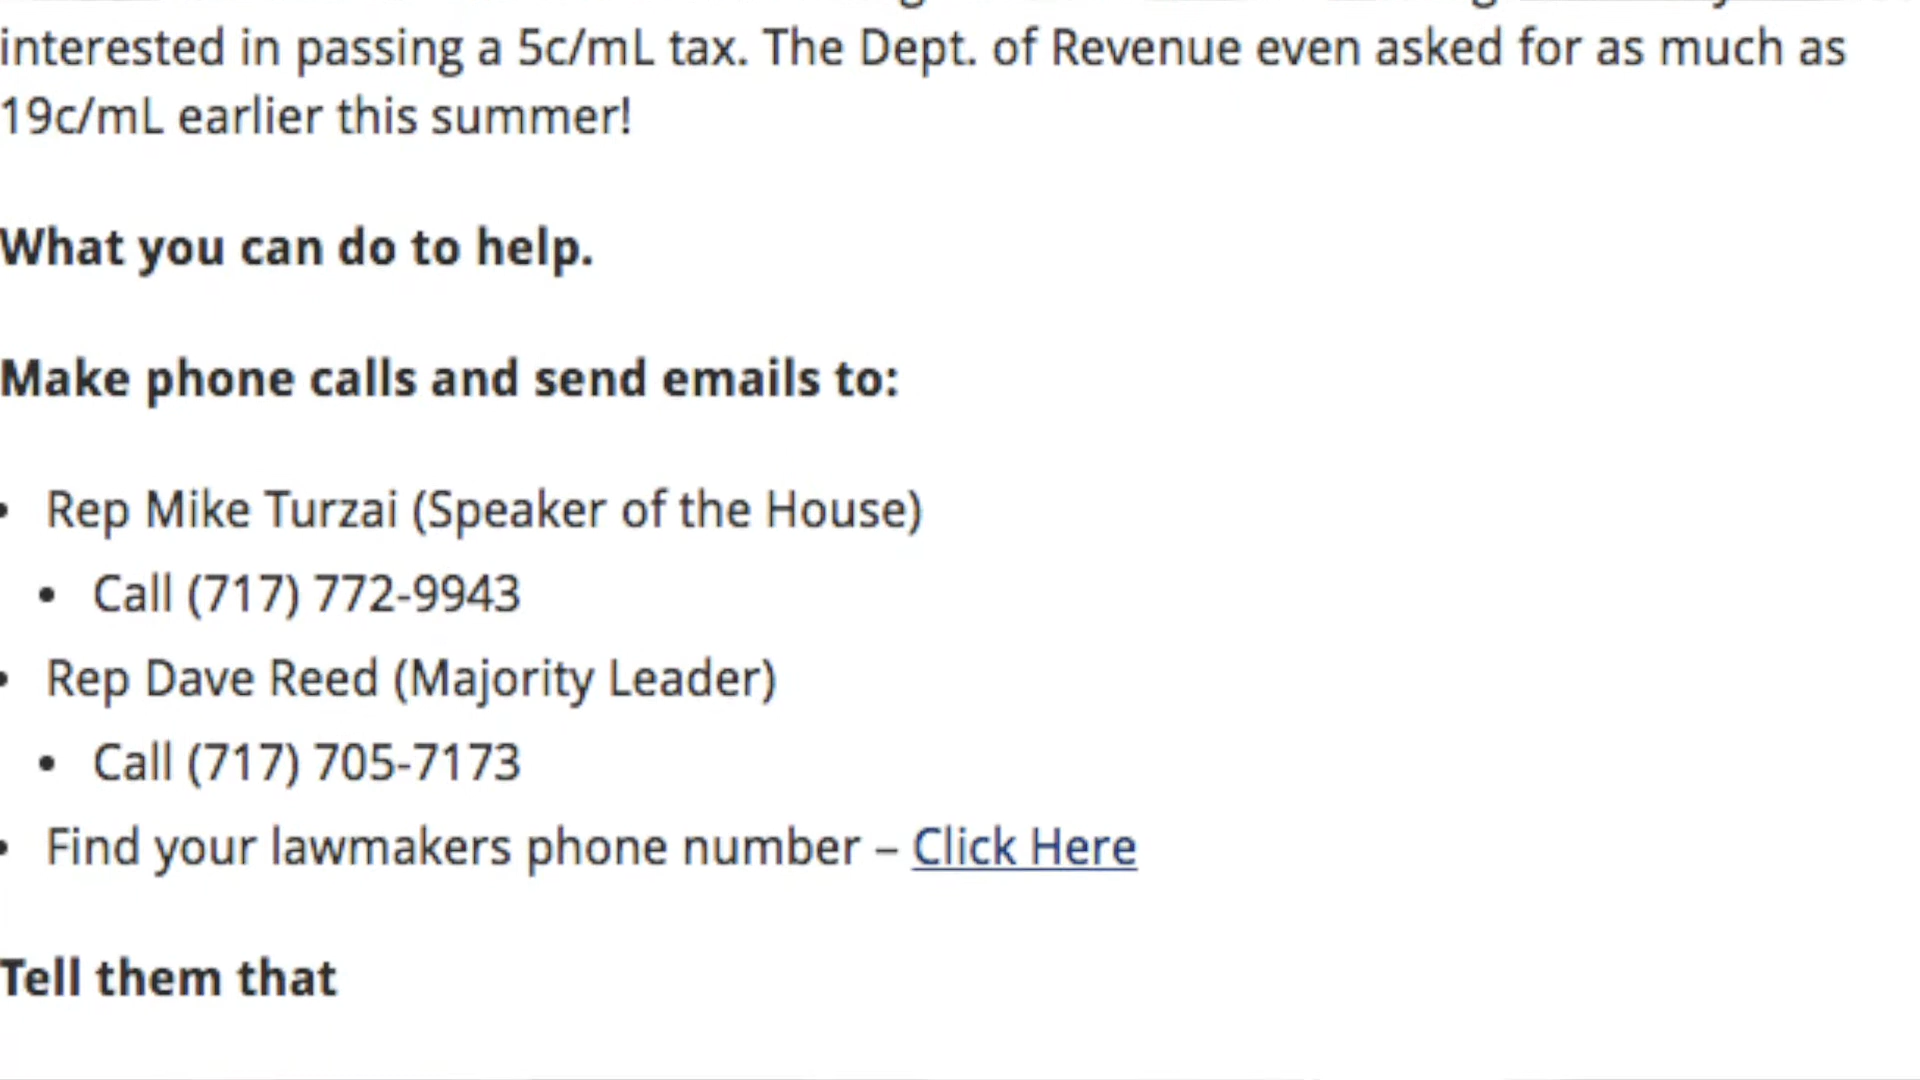 interested in passing a 5c/mL tax. The Dept. of Revenue even asked for as much as
19c/mL earlier this summer!
What you can do to help.
Make phone calls and send emails to:
• Rep Mike Turzai (Speaker of the House)
• Call (717) 772-9943
• Rep Dave Reed (Majority Leader)
• Call (717) 705-7173
• Find your lawmakers phone number – Click Here
Tell them that